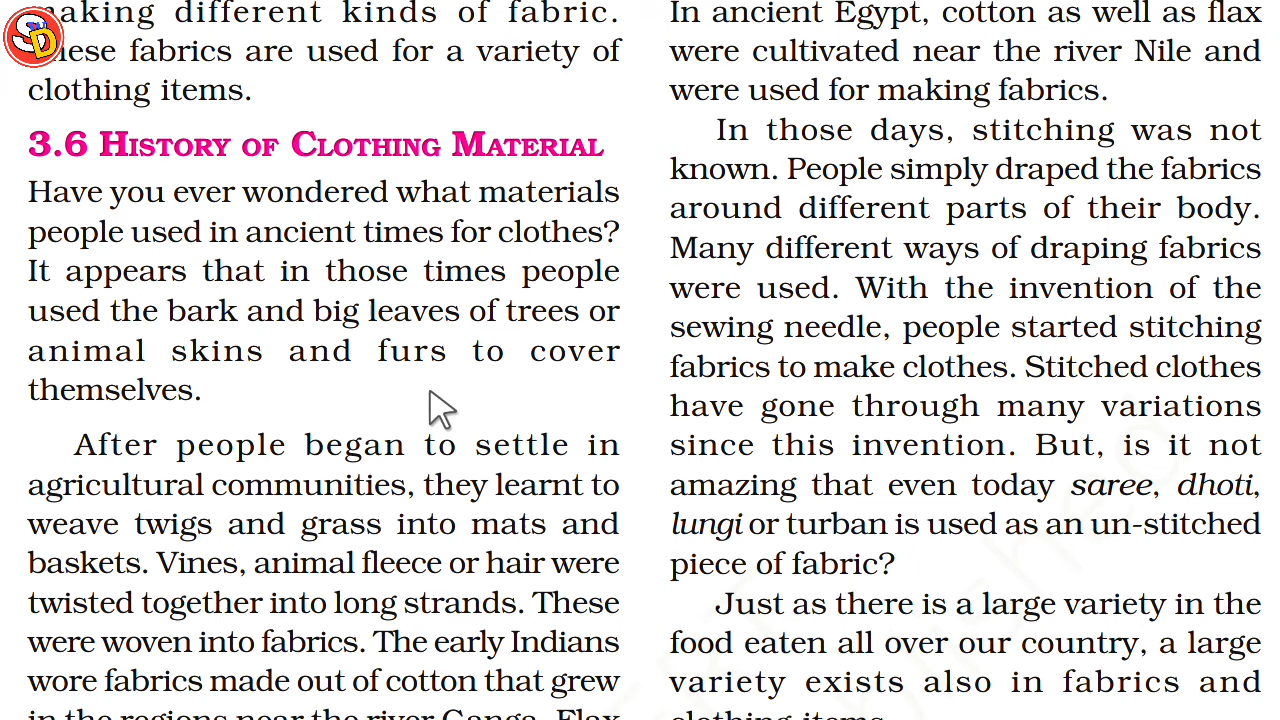 making different kinds of fabric.
These fabrics are used for a variety of
clothing items.
3.6 HISTORY OF CLOTHING MATERIAL
Have you ever wondered what materials
people used in ancient times for clothes?
It appears that in those times people
used the bark and big leaves of trees or
animal skins and furs to cover
themselves.
After people began to settle in
agricultural communities, they learnt to
weave twigs and grass into mats and
baskets. Vines, animal fleece or hair were
twisted together into long strands. These
were woven into fabrics. The early Indians
wore fabrics made out of cotton that grew
in the regions near the river Ganga. Flax
In ancient Egypt, cotton as well as flax
were cultivated near the river Nile and
were used for making fabrics.
In those days, stitching was not
known. People simply draped the fabrics
around different parts of their body.
Many different ways of draping fabrics
were used. With the invention of the
sewing needle, people started stitching
fabrics to make clothes. Stitched clothes
have gone through many variations
since this invention. But, is it not
amazing that even today saree, dhoti,
lungi or turban is used as an un-stitched
piece of fabric?
Just as there is a large variety in the
food eaten all over our country, a large
variety exists also in fabrics and
clothing items.
SD